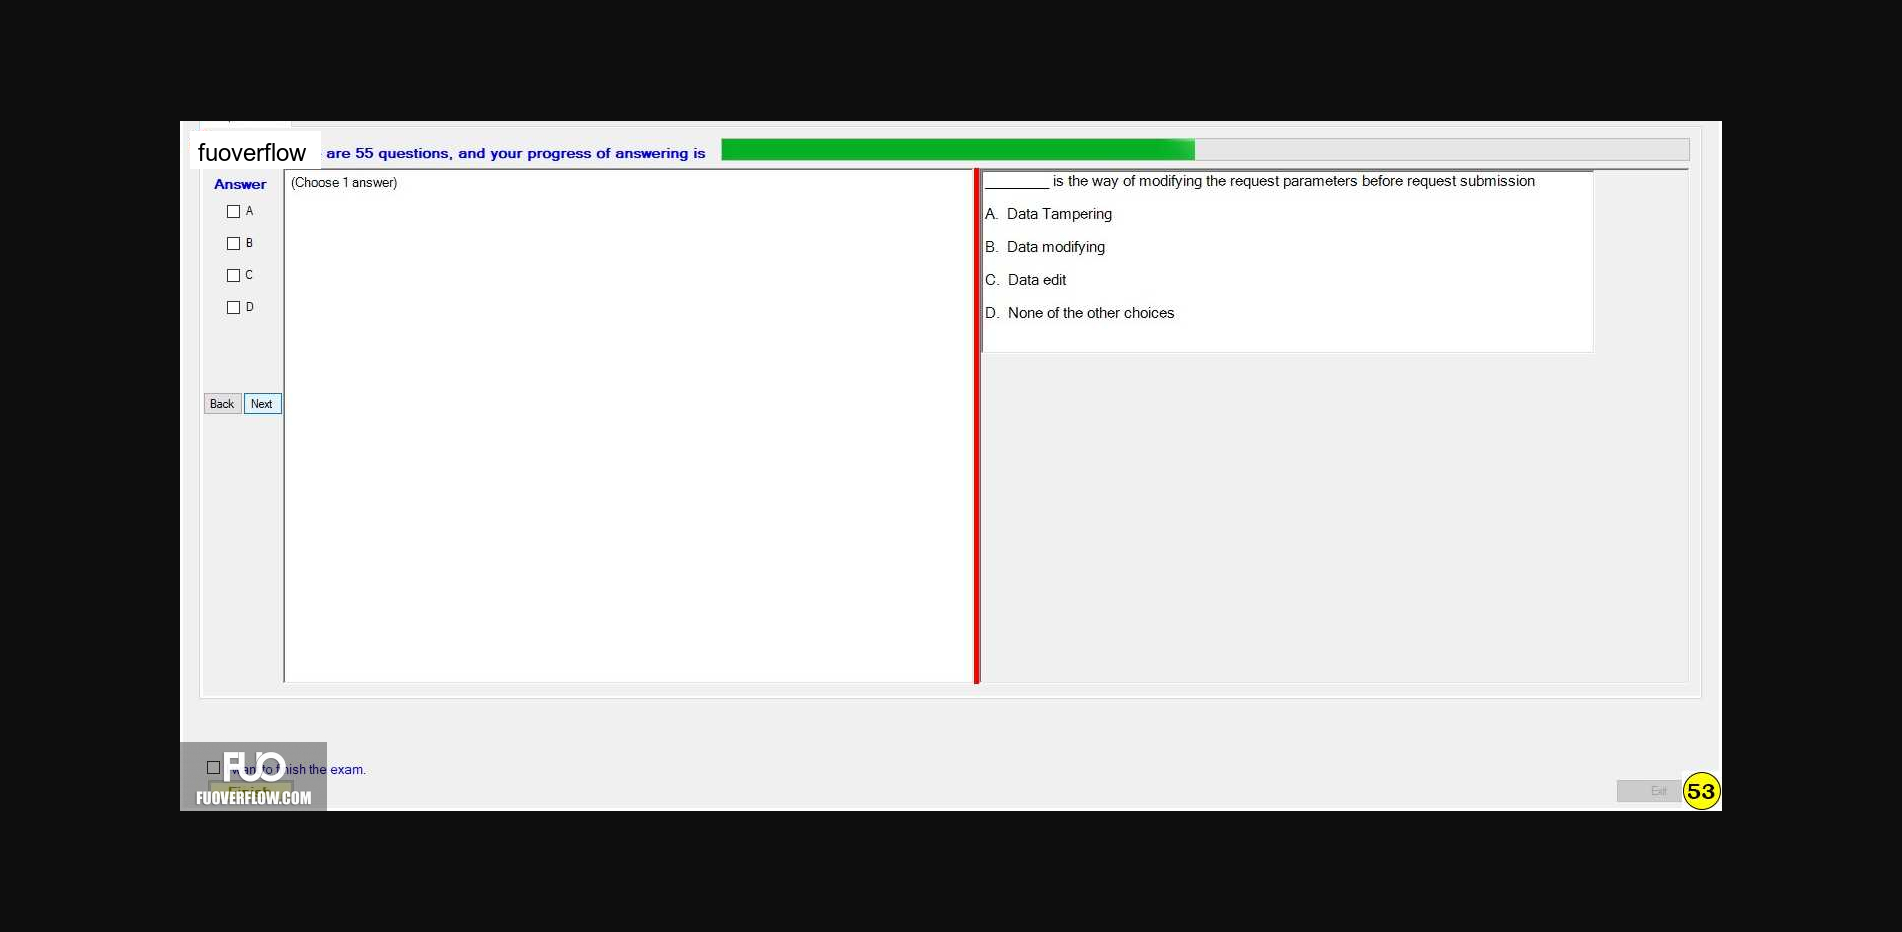 fuoverflow are 55 questions, and your progress of answering is
Answer
(Choose 1 answer)
A
B
C
D
Back Next
________ is the way of modifying the request parameters before request submission
A. Data Tampering
B. Data modifying
C. Data edit
D. None of the other choices
FUO
want to finish the exam.
Finish
FUOVERFLOW.COM
Exit
53